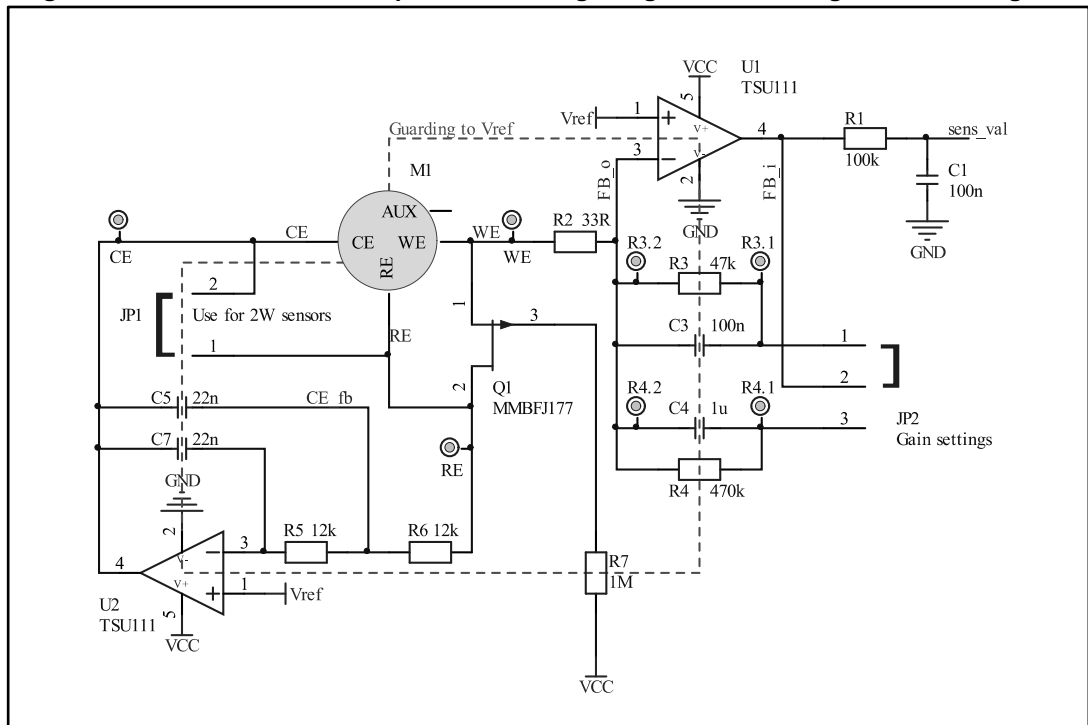 VCC
U1
TSU111
5
Vref
1
+
V+
Guarding to Vref
4
R1
100k
sens_val
3
V-
2
FB_o
FB_i
C1
100n
GND
M1
AUX
CE
CE
WE
RE
WE
WE
R2 33R
GND
CE
R3.2
R3.1
R3
47k
2
JP1
Use for 2W sensors
1
RE
1
3
C3
100n
1
2
2
Q1
MMBFJ177
C5
22n
CE_fb
R4.2
C4
1u
R4.1
3
JP2
Gain settings
C7
22n
RE
R4
470k
GND
2
3
R5 12k
R6 12k
4
V-
V+
+
1
Vref
R7
1M
U2
TSU111
5
VCC
VCC